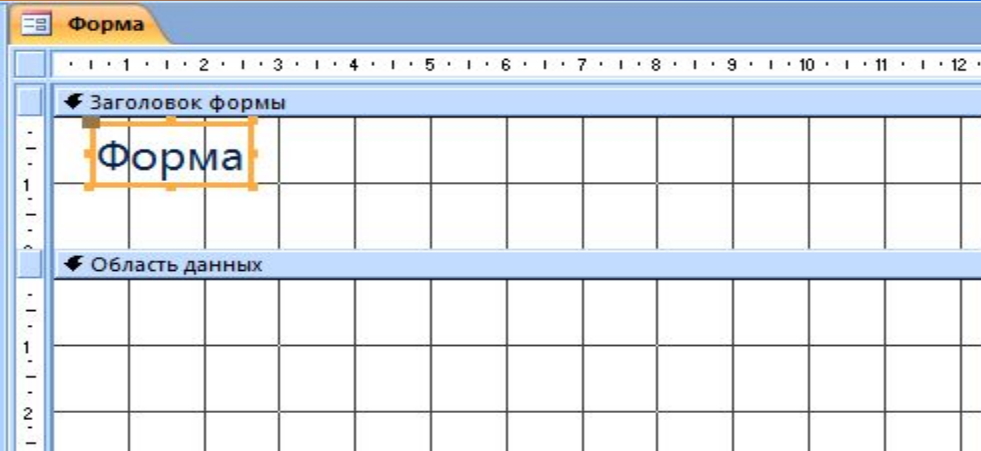 Форма
1 2 3 4 5 6 7 8 9 10 11 12
Заголовок формы
Форма
1
Область данных
1
2